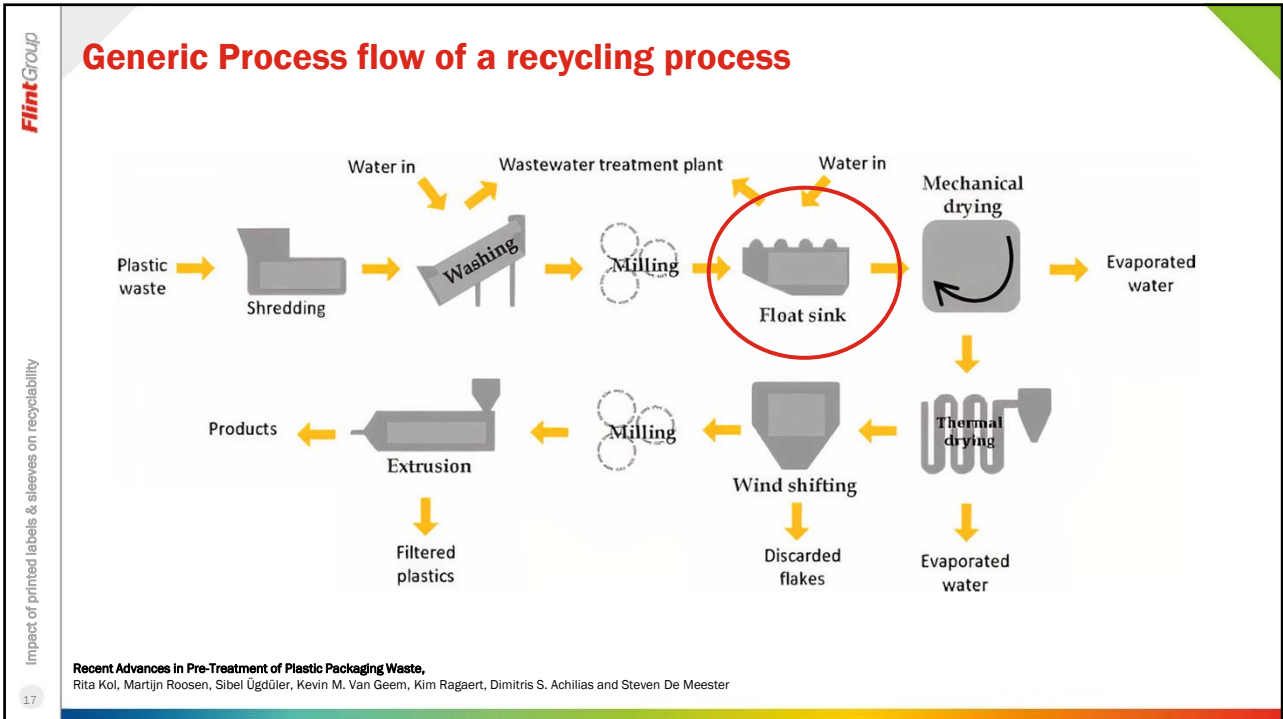 FlintGroup
Generic Process flow of a recycling process
Water in
Wastewater treatment plant
Water in
Mechanical
drying
Plastic
waste
Shredding
Washing
Milling
Float sink
Evaporated
water
Products
Extrusion
Milling
Wind shifting
Thermal
drying
Filtered
plastics
Discarded
flakes
Evaporated
water
Impact of printed labels & sleeves on recyclability
Recent Advances in Pre-Treatment of Plastic Packaging Waste,
Rita Kol, Martijn Roosen, Sibel Ügdüler, Kevin M. Van Geem, Kim Ragaert, Dimitris S. Achilias and Steven De Meester
17